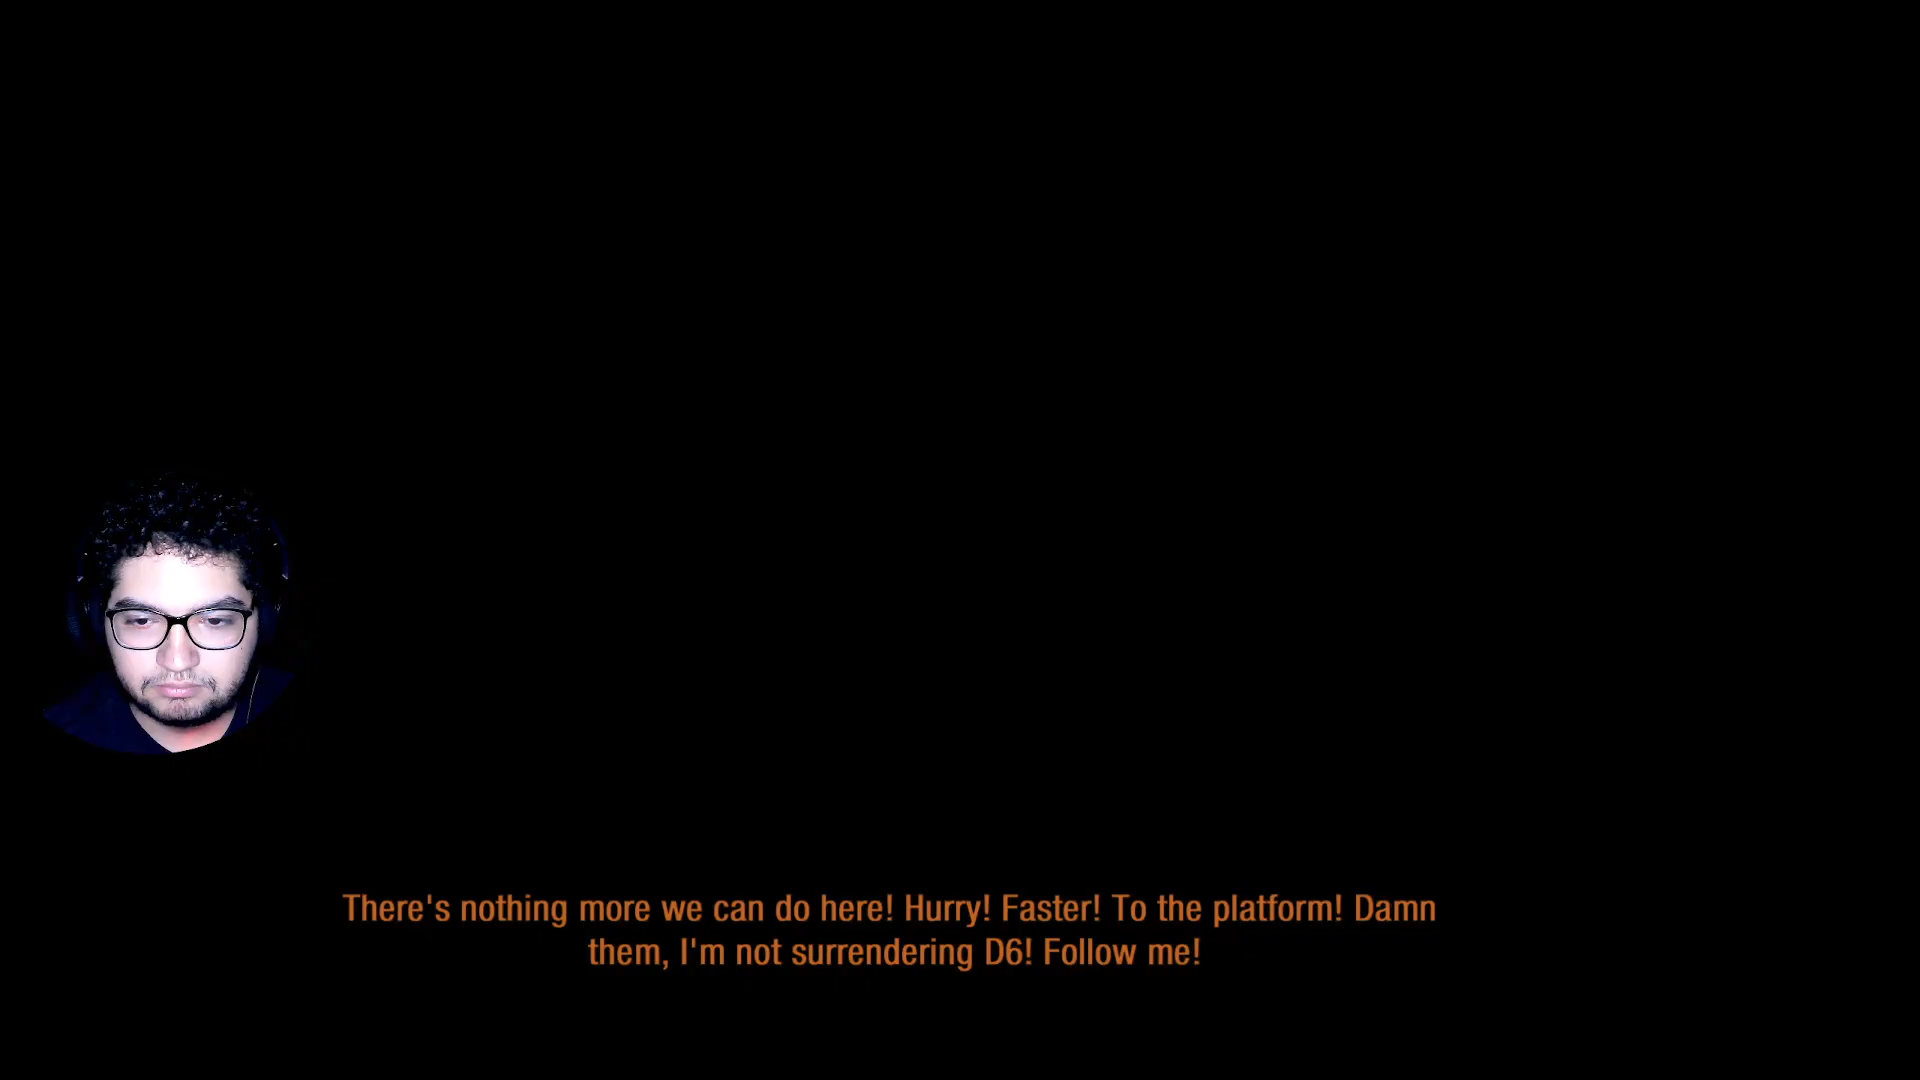 There's nothing more we can do here! Hurry! Faster! To the platform! Damn
them, I'm not surrendering D6! Follow me!